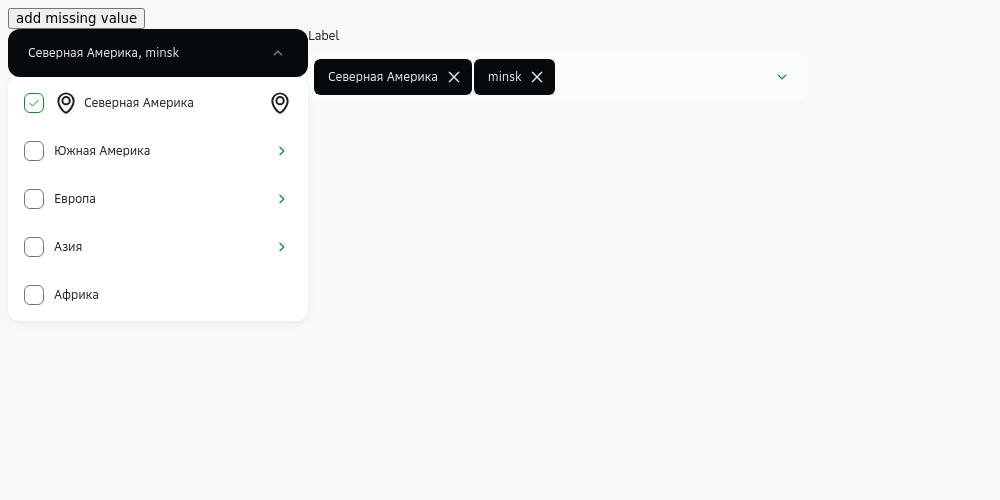 add missing value
Северная Америка, minsk
Label
Северная Америка
minsk
Северная Америка
Южная Америка
Европа
Азия
Африка